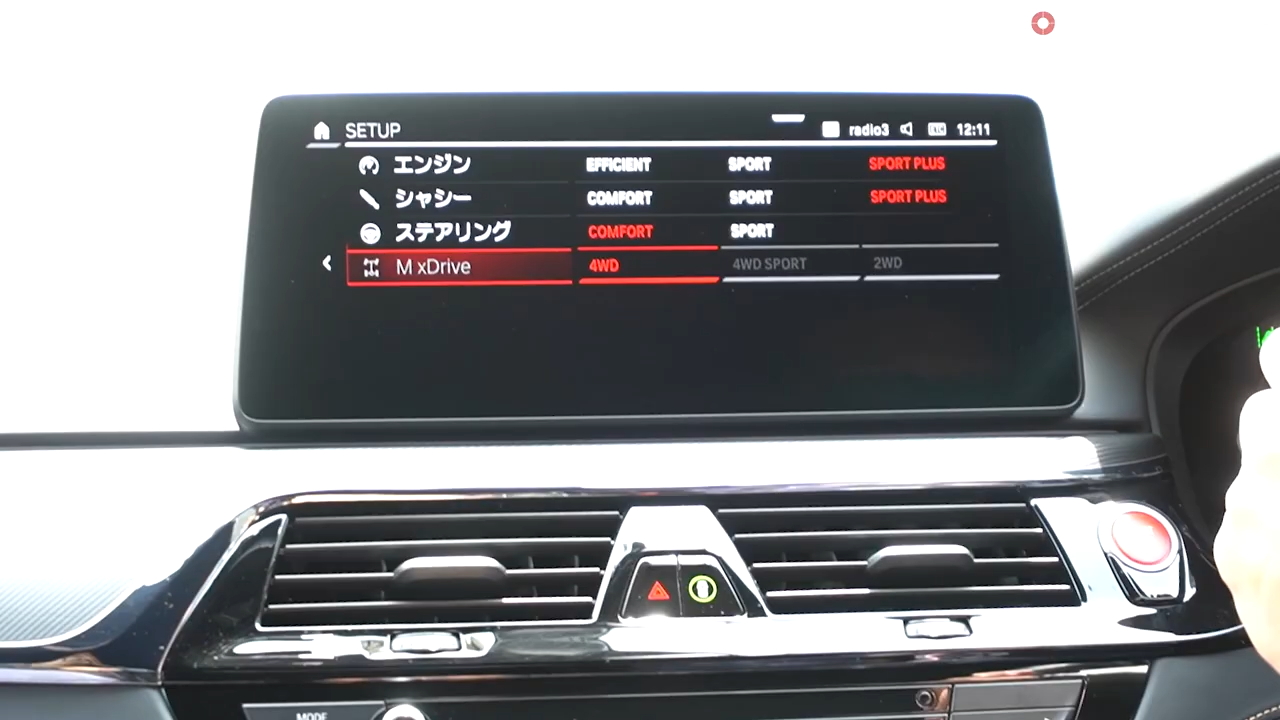 SETUP radio3 12:11
エンジン EFFICIENT SPORT SPORT PLUS
シャシー COMFORT SPORT SPORT PLUS
ステアリング COMFORT SPORT
M xDrive 4WD 4WD SPORT 2WD
MODE